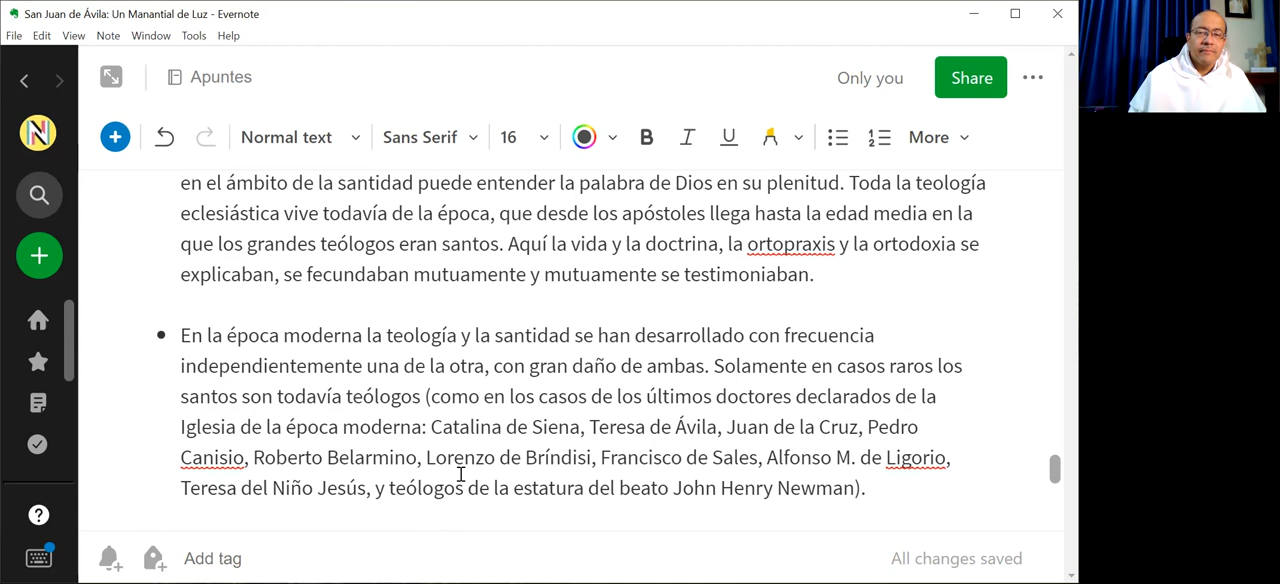 San Juan de Ávila: Un Manantial de Luz - Evernote
File Edit View Note Window Tools Help
Apuntes
Only you
Share
Normal text
Sans Serif
16
B I U
More
en el ámbito de la santidad puede entender la palabra de Dios en su plenitud. Toda la teología
eclesiástica vive todavía de la época, que desde los apóstoles llega hasta la edad media en la
que los grandes teólogos eran santos. Aquí la vida y la doctrina, la ortopraxis y la ortodoxia se
explicaban, se fecundaban mutuamente y mutuamente se testimoniaban.
En la época moderna la teología y la santidad se han desarrollado con frecuencia
independientemente una de la otra, con gran daño de ambas. Solamente en casos raros los
santos son todavía teólogos (como en los casos de los últimos doctores declarados de la
Iglesia de la época moderna: Catalina de Siena, Teresa de Ávila, Juan de la Cruz, Pedro
Canisio, Roberto Belarmino, Lorenzo de Bríndisi, Francisco de Sales, Alfonso M. de Ligorio,
Teresa del Niño Jesús, y teólogos de la estatura del beato John Henry Newman).
Add tag
All changes saved